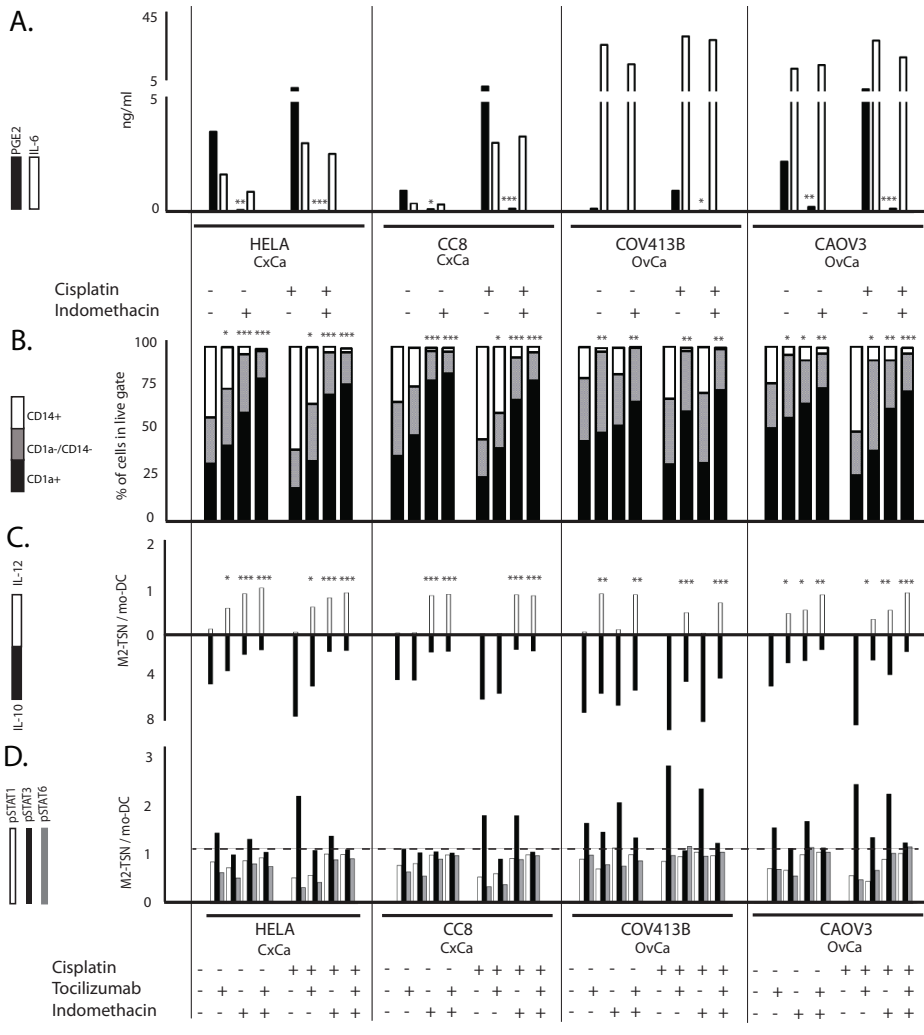 A.
45
5
5
0
ng/ml
PGE2
IL-6
** *** * *** * ** ***
HELA CC8 COV413B CAOV3
CxCa CxCa OvCa OvCa
Cisplatin - - + + - - + + - - + + - - + +
Indomethacin - + - + - + - + - + - + - + - +
B.
100
75
50
25
0
% of cells in live gate
CD14+
CD1a-/CD14-
CD1a+
* *** *** * *** *** *** *** * *** *** ** ** ** ** * * ** * ** ***
C.
2
1
0
4
8
M2-TSN / mo-DC
IL-12
IL-10
* *** *** * *** *** *** *** *** *** ** ** *** *** * * ** * ** ***
D.
3
2
1
0
M2-TSN / mo-DC
pSTAT1
pSTAT3
pSTAT6
HELA CC8 COV413B CAOV3
CxCa CxCa OvCa OvCa
Cisplatin - - - - + + + + - - - - + + + + - - - - + + + + - - - - + + + +
Tocilizumab - + - + - + - + - + - + - + - + - + - + - + - + - + - + - + - +
Indomethacin - - + + - - + + - - + + - - + + - - + + - - + + - - + + - - + +